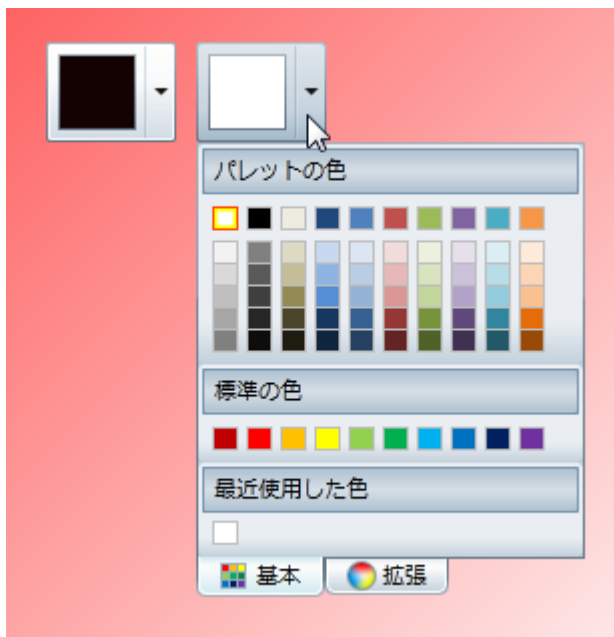 パレットの色
標準の色
最近使用した色
基本
拡張